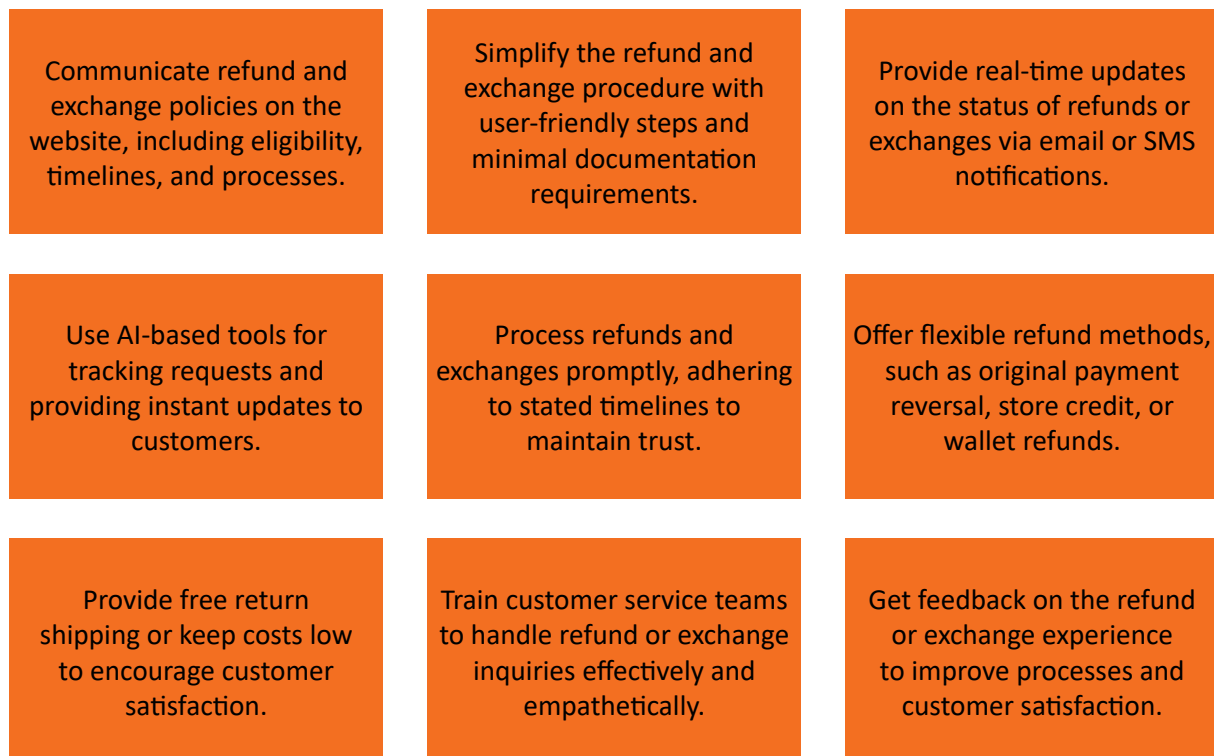 Communicate refund and
exchange policies on the
website, including eligibility,
timelines, and processes.
Simplify the refund and
exchange procedure with
user-friendly steps and
minimal documentation
requirements.
Provide real-time updates
on the status of refunds or
exchanges via email or SMS
notifications.
Use AI-based tools for
tracking requests and
providing instant updates to
customers.
Process refunds and
exchanges promptly, adhering
to stated timelines to
maintain trust.
Offer flexible refund methods,
such as original payment
reversal, store credit, or
wallet refunds.
Provide free return
shipping or keep costs low
to encourage customer
satisfaction.
Train customer service teams
to handle refund or exchange
inquiries effectively and
empathetically.
Get feedback on the refund
or exchange experience
to improve processes and
customer satisfaction.